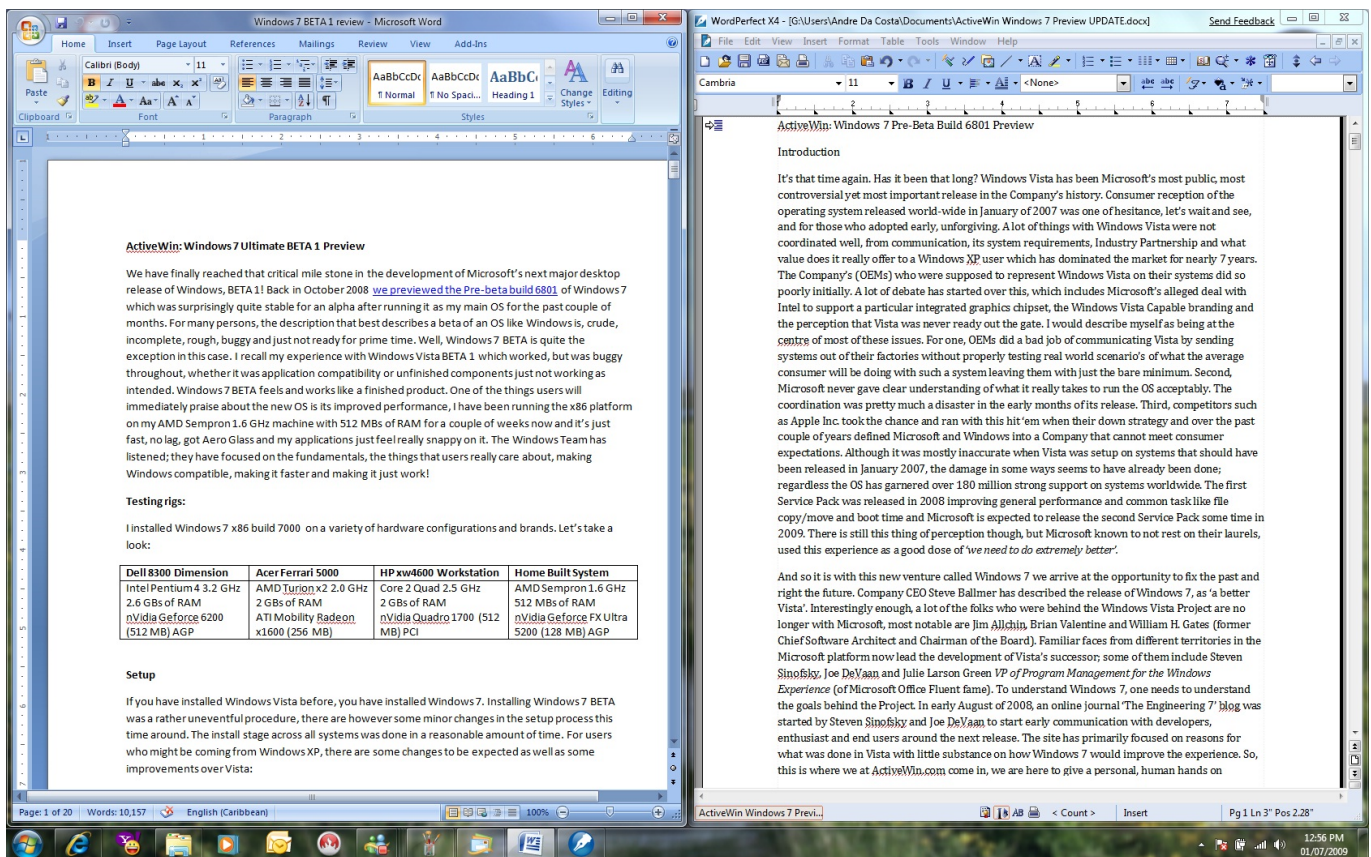 Windows 7 BETA 1 review - Microsoft Word
Home Insert Page Layout References Mailings Review View Add-Ins
Paste
Calibri (Body) 11
AaBbCcDc AaBbCcDc AaBbC
¶ Normal ¶ No Spaci... Heading 1
Change Styles
Editing
Clipboard Font Paragraph Styles
ActiveWin: Windows 7 Ultimate BETA 1 Preview
We have finally reached that critical mile stone in the development of Microsoft's next major desktop
release of Windows, BETA 1! Back in October 2008 we previewed the Pre-beta build 6801 of Windows 7
which was surprisingly quite stable for an alpha after running it as my main OS for the past couple of
months. For many persons, the description that best describes a beta of an OS like Windows is, crude,
incomplete, rough, buggy and just not ready for prime time. Well, Windows 7 BETA is quite the
exception in this case. I recall my experience with Windows Vista BETA 1 which worked, but was buggy
throughout, whether it was application compatibility or unfinished components just not working as
intended. Windows 7 BETA feels and works like a finished product. One of the things users will
immediately praise about the new OS is its improved performance, I have been running the x86 platform
on my AMD Sempron 1.6 GHz machine with 512 MBs of RAM for a couple of weeks now and it's just
fast, no lag, got Aero Glass and my applications just feel really snappy on it. The Windows Team has
listened; they have focused on the fundamentals, the things that users really care about, making
Windows compatible, making it faster and making it just work!
Testing rigs:
I installed Windows 7 x86 build 7000 on a variety of hardware configurations and brands. Let's take a
look:
Dell 8300 Dimension Acer Ferrari 5000 HP xw4600 Workstation Home Built System
Intel Pentium 4 3.2 GHz AMD Turion x2 2.0 GHz Core 2 Quad 2.5 GHz AMD Sempron 1.6 GHz
2.6 GBs of RAM 2 GBs of RAM 2 GBs of RAM 512 MBs of RAM
nVidia Geforce 6200 ATI Mobility Radeon nVidia Quadro 1700 (512 nVidia Geforce FX Ultra
(512 MB) AGP x1600 (256 MB) MB) PCI 5200 (128 MB) AGP
Setup
If you have installed Windows Vista before, you have installed Windows 7. Installing Windows 7 BETA
was a rather uneventful procedure, there are however some minor changes in the setup process this
time around. The install stage across all systems was done in a reasonable amount of time. For users
who might be coming from Windows XP, there are some changes to be expected as well as some
improvements over Vista:
Page: 1 of 20 Words: 10,157 English (Caribbean) 100%
WordPerfect X4 - [G:\Users\Andre Da Costa\Documents\ActiveWin Windows 7 Preview UPDATE.docx] Send Feedback
File Edit View Insert Format Table Tools Window Help
Cambria 11 <None>
ActiveWin: Windows 7 Pre-Beta Build 6801 Preview
Introduction
It's that time again. Has it been that long? Windows Vista has been Microsoft's most public, most
controversial yet most important release in the Company's history. Consumer reception of the
operating system released world-wide in January of 2007 was one of hesitance, let's wait and see,
and for those who adopted early, unforgiving. A lot of things with Windows Vista were not
coordinated well, from communication, its system requirements, Industry Partnership and what
value does it really offer to a Windows XP user which has dominated the market for nearly 7 years.
The Company's (OEMs) who were supposed to represent Windows Vista on their systems did so
poorly initially. A lot of debate has started over this, which includes Microsoft's alleged deal with
Intel to support a particular integrated graphics chipset, the Windows Vista Capable branding and
the perception that Vista was never ready out the gate. I would describe myself as being at the
centre of most of these issues. For one, OEMs did a bad job of communicating Vista by sending
systems out of their factories without properly testing real world scenario's of what the average
consumer will be doing with such a system leaving them with just the bare minimum. Second,
Microsoft never gave clear understanding of what it really takes to run the OS acceptably. The
coordination was pretty much a disaster in the early months of its release. Third, competitors such
as Apple Inc. took the chance and ran with this hit 'em when their down strategy and over the past
couple of years defined Microsoft and Windows into a Company that cannot meet consumer
expectations. Although it was mostly inaccurate when Vista was setup on systems that should have
been released in January 2007, the damage in some ways seems to have already been done;
regardless the OS has garnered over 180 million strong support on systems worldwide. The first
Service Pack was released in 2008 improving general performance and common task like file
copy/move and boot time and Microsoft is expected to release the second Service Pack some time in
2009. There is still this thing of perception though, but Microsoft known to not rest on their laurels,
used this experience as a good dose of 'we need to do extremely better'.
And so it is with this new venture called Windows 7 we arrive at the opportunity to fix the past and
right the future. Company CEO Steve Ballmer has described the release of Windows 7, as 'a better
Vista'. Interestingly enough, a lot of the folks who were behind the Windows Vista Project are no
longer with Microsoft, most notable are Jim Allchin, Brian Valentine and William H. Gates (former
Chief Software Architect and Chairman of the Board). Familiar faces from different territories in the
Microsoft platform now lead the development of Vista's successor; some of them include Steven
Sinofsky, Joe DeVaan and Julie Larson Green VP of Program Management for the Windows
Experience (of Microsoft Office Fluent fame). To understand Windows 7, one needs to understand
the goals behind the Project. In early August of 2008, an online journal 'The Engineering 7' blog was
started by Steven Sinofsky and Joe DeVaan to start early communication with developers,
enthusiast and end users around the next release. The site has primarily focused on reasons for
what was done in Vista with little substance on how Windows 7 would improve the experience. So,
this is where we at ActiveWin.com come in, we are here to give a personal, human hands on
ActiveWin Windows 7 Previ... AB < Count > Insert Pg 1 Ln 3" Pos 2.28"
12:56 PM
01/07/2009